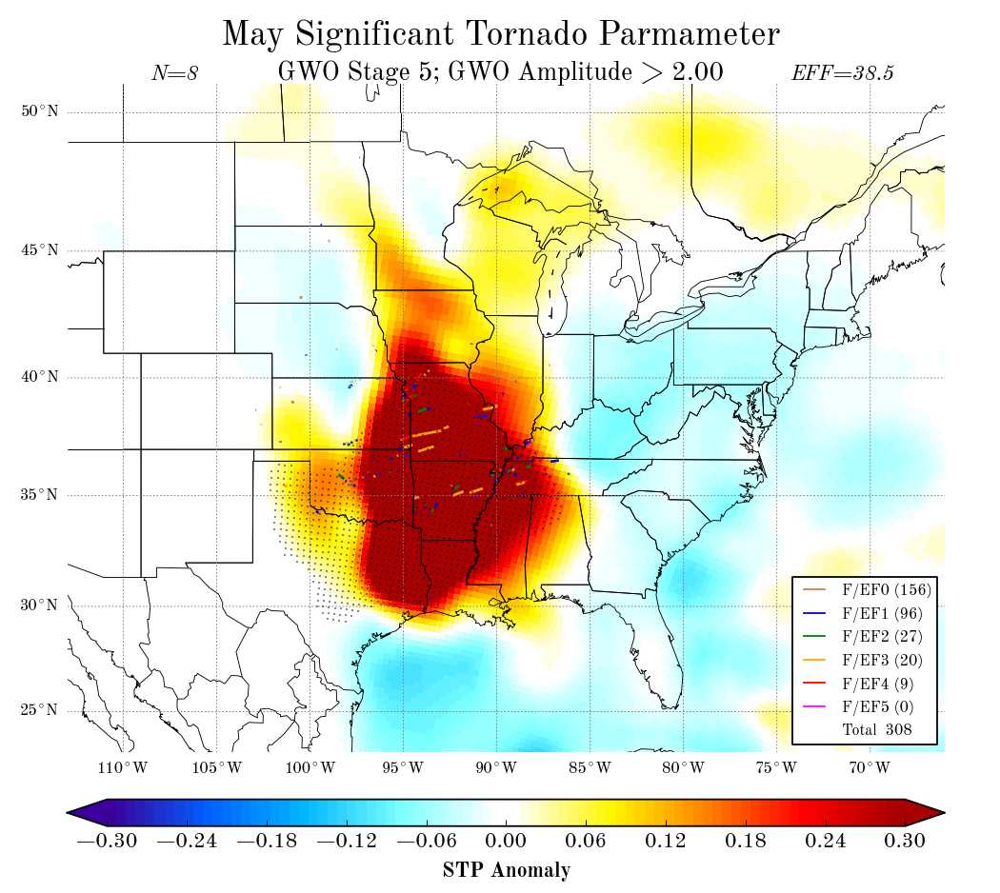 May Significant Tornado Parmameter
N=8
GWO Stage 5; GWO Amplitude > 2.00
EFF=38.5
50°N
45°N
40°N
35°N
30°N
25°N
F/EF0 (156)
F/EF1 (96)
F/EF2 (27)
F/EF3 (20)
F/EF4 (9)
F/EF5 (0)
Total 308
110°W 105°W 100°W 95°W 90°W 85°W 80°W 75°W 70°W
−0.30 −0.24 −0.18 −0.12 −0.06 0.00 0.06 0.12 0.18 0.24 0.30
STP Anomaly